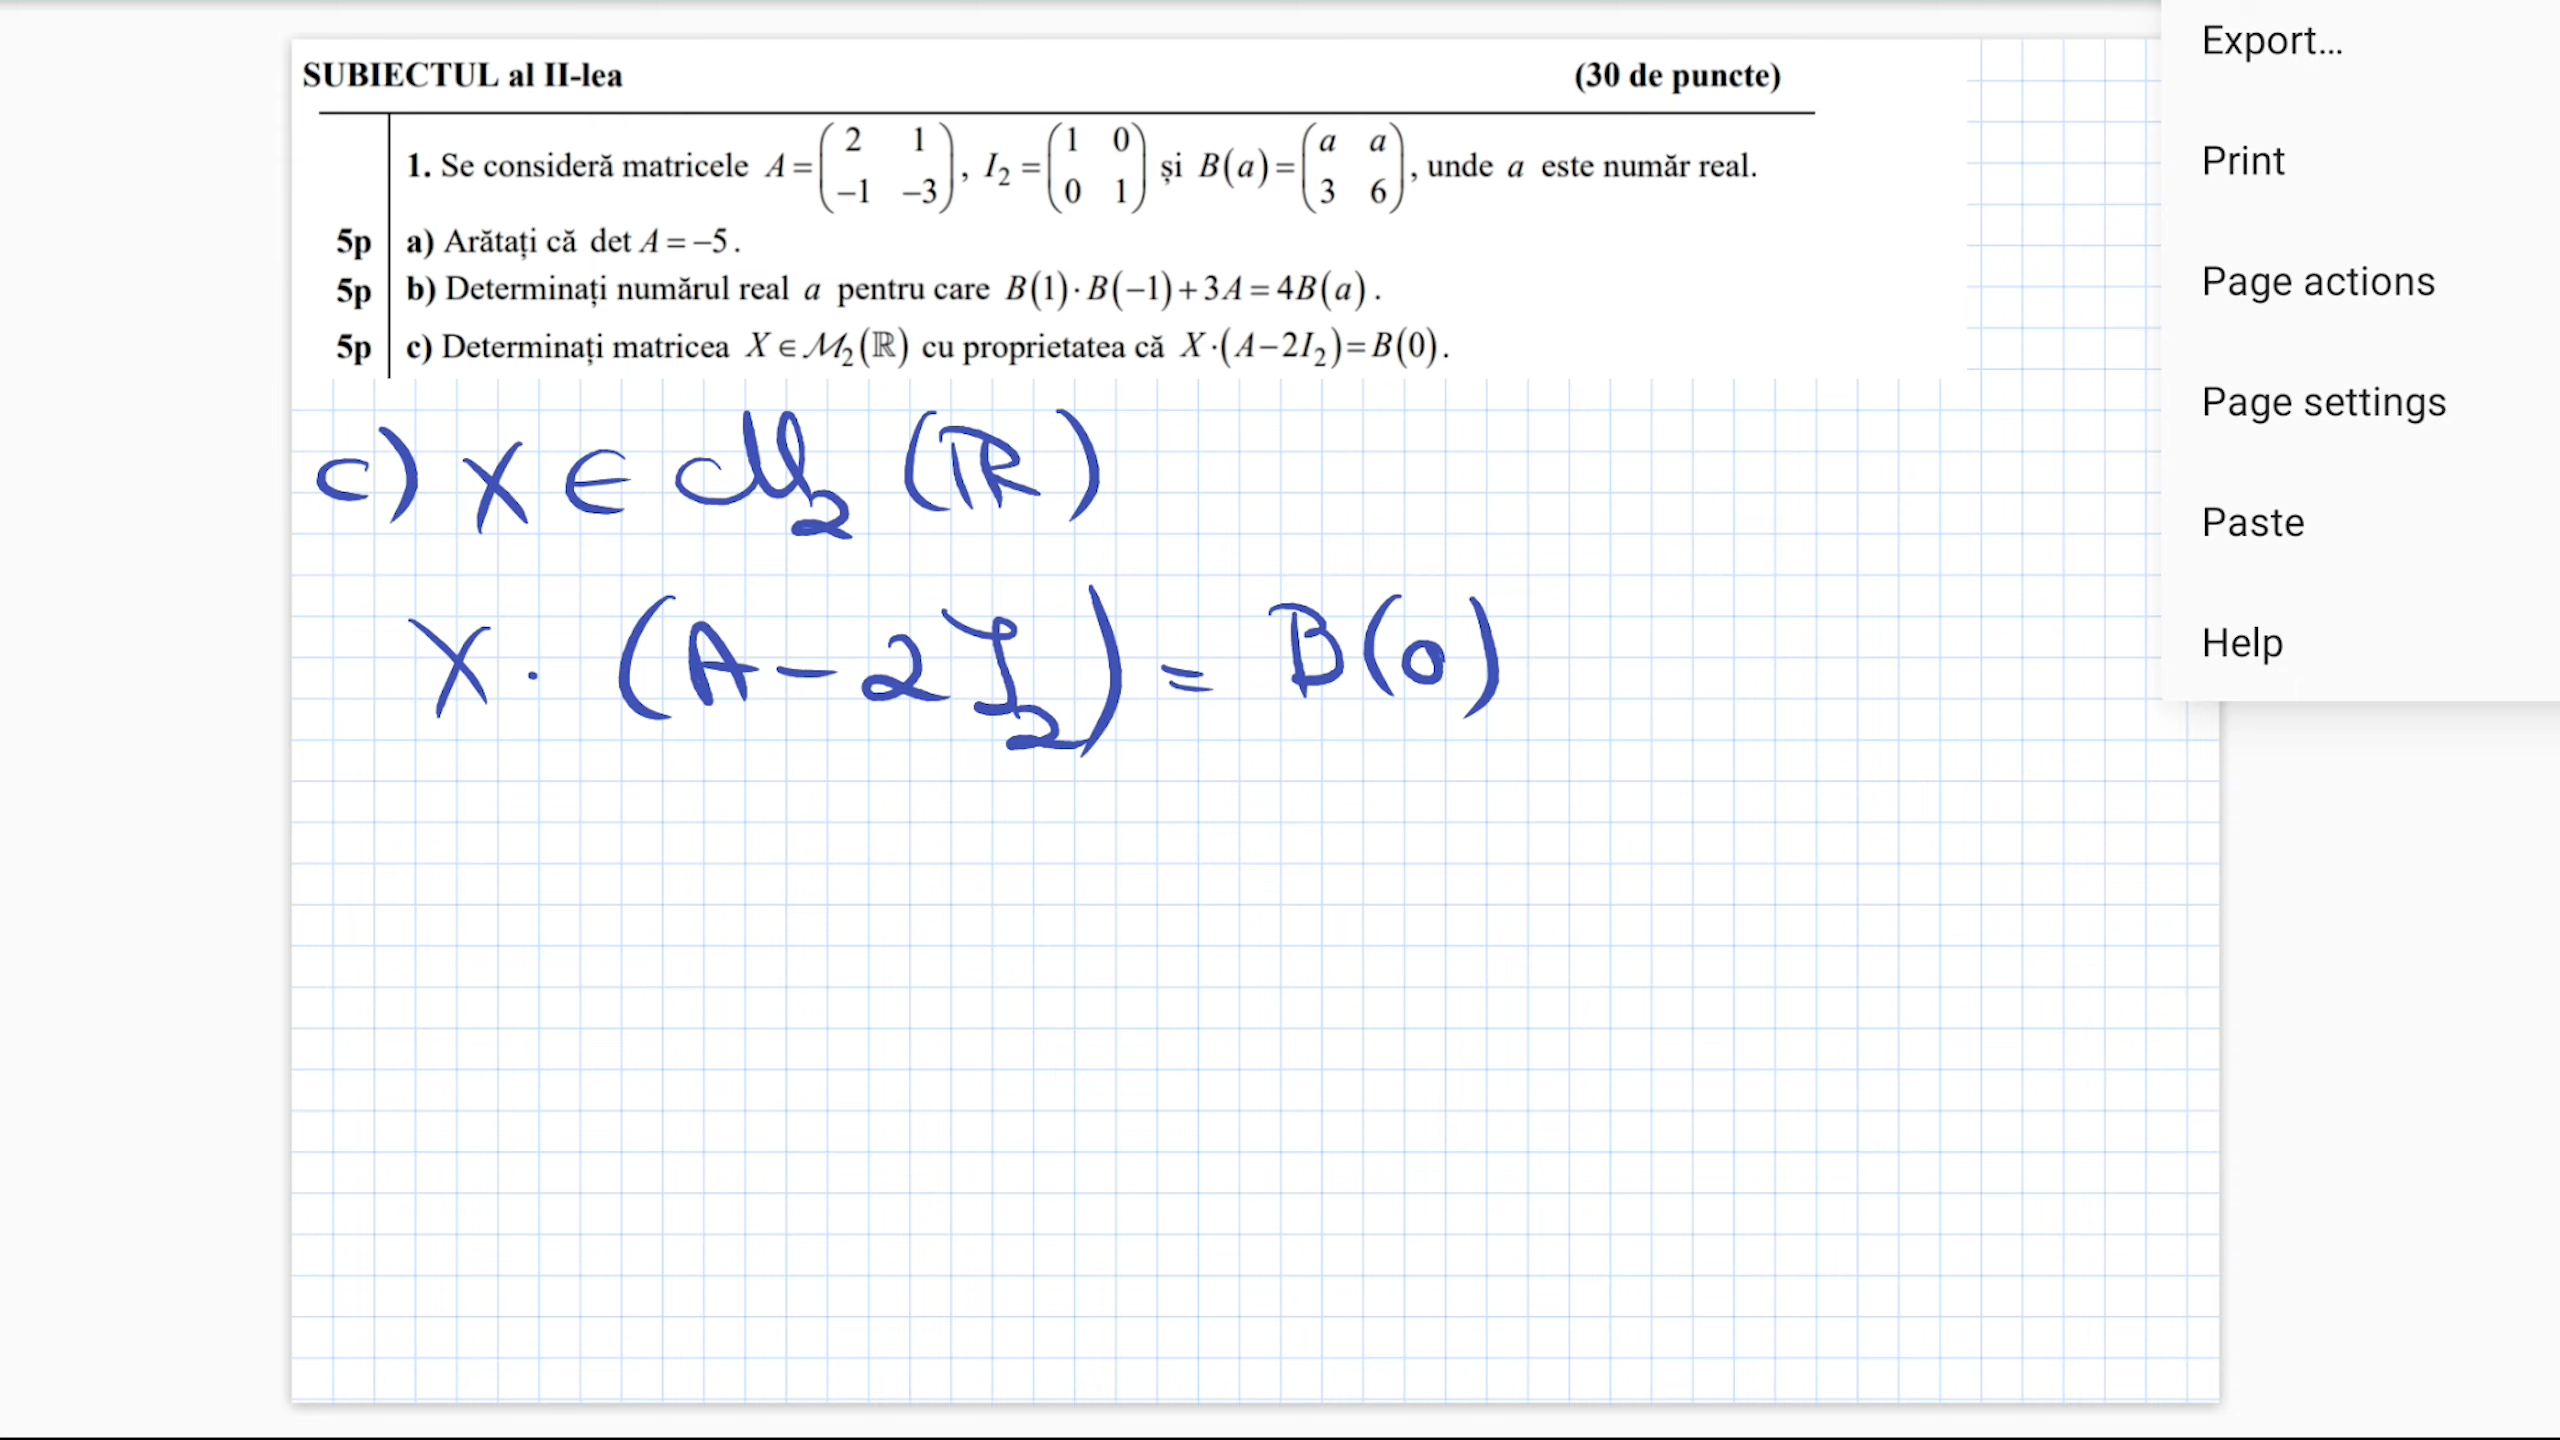 SUBIECTUL al II-lea (30 de puncte)
1. Se consideră matricele A = (2 1 / −1 −3), I₂ = (1 0 / 0 1) și B(a) = (a a / 3 6), unde a este număr real.
5p a) Arătați că det A = −5.
5p b) Determinați numărul real a pentru care B(1)·B(−1)+3A = 4B(a).
5p c) Determinați matricea X ∈ ℳ₂(ℝ) cu proprietatea că X·(A−2I₂) = B(0).
c) X ∈ ℳ₂ (ℝ)
X · (A − 2I₂) = B(0)
Export...
Print
Page actions
Page settings
Paste
Help